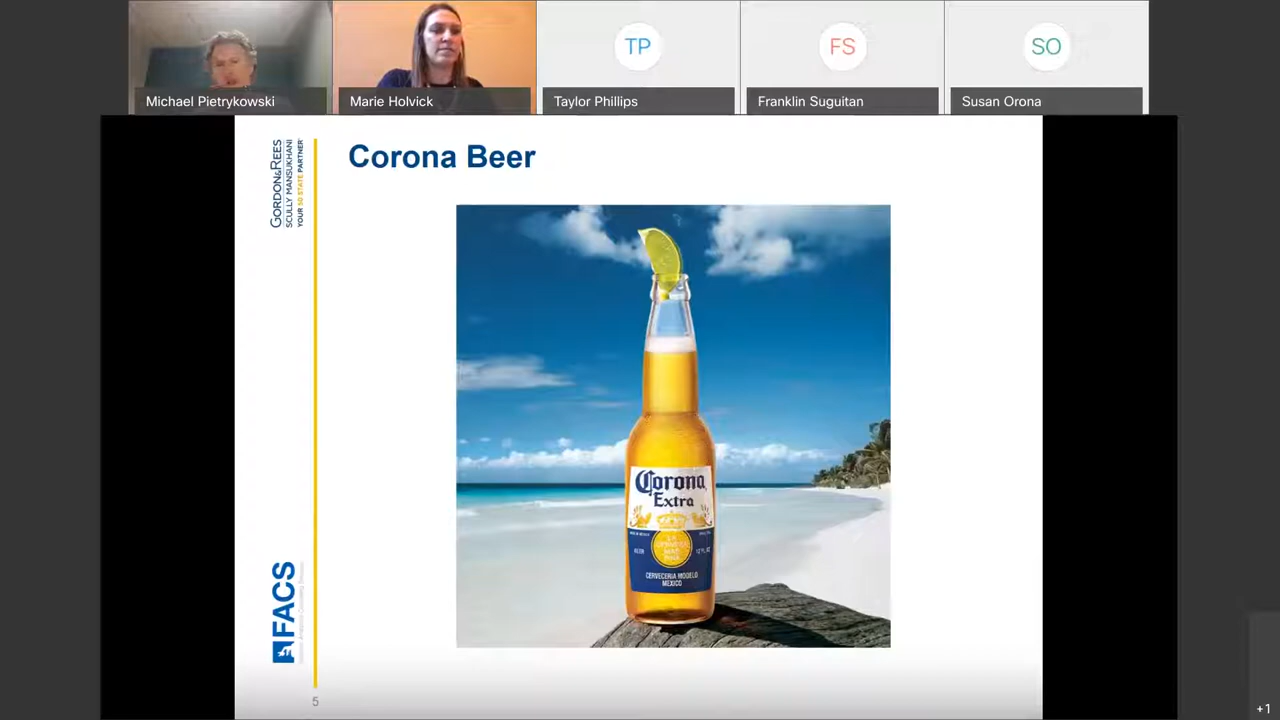 TP
FS
SO
Michael Pietrykowski
Marie Holvick
Taylor Phillips
Franklin Suguitan
Susan Orona
GORDON&REES
SCULLY MANSUKHANI
YOUR 50 STATE PARTNER
Corona Beer
Corona
Extra
CERVECERIA MODELO
MEXICO
FACS
5
+1